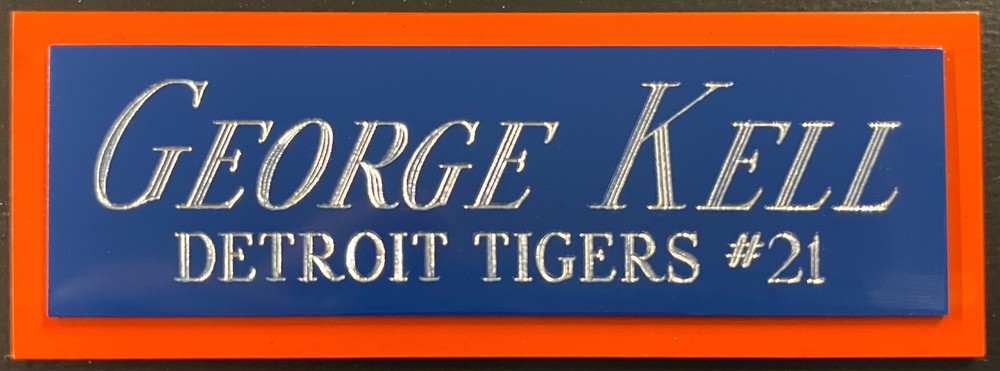 GEORGE KELL
DETROIT TIGERS #21